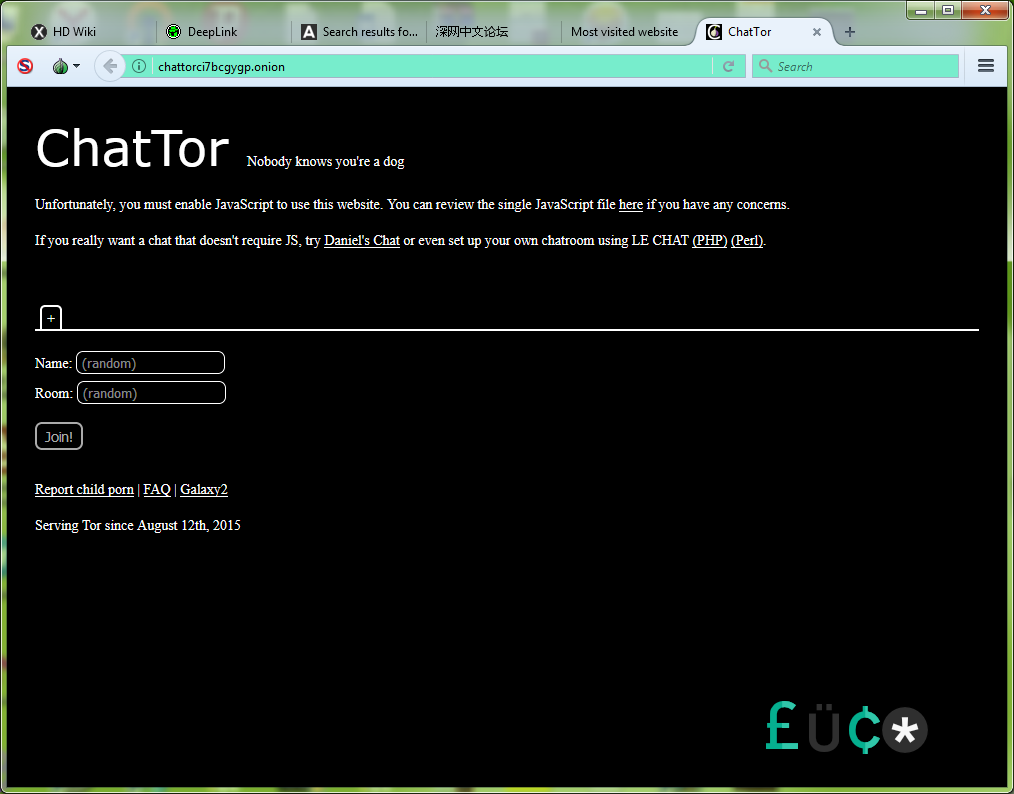 HD Wiki
DeepLink
Search results fo...
深网中文论坛
Most visited website
ChatTor
chattorci7bcgygp.onion
Search
ChatTor Nobody knows you're a dog
Unfortunately, you must enable JavaScript to use this website. You can review the single JavaScript file here if you have any concerns.
If you really want a chat that doesn't require JS, try Daniel's Chat or even set up your own chatroom using LE CHAT (PHP) (Perl).
+
Name: (random)
Room: (random)
Join!
Report child porn | FAQ | Galaxy2
Serving Tor since August 12th, 2015
£ü¢*